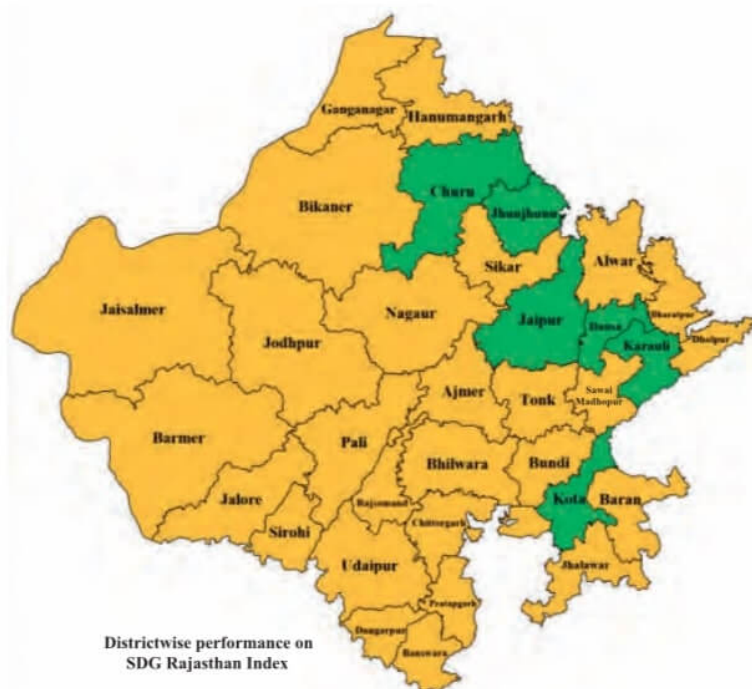 Ganganagar
Hanumangarh
Churu
Jhunjhunu
Bikaner
Sikar
Alwar
Jaisalmer
Nagaur
Jaipur
Dausa
Bharatpur
Jodhpur
Karauli
Dholpur
Ajmer
Tonk
Sawai
Madhopur
Barmer
Pali
Bhilwara
Bundi
Jalore
Rajsamand
Kota
Baran
Sirohi
Chittorgarh
Udaipur
Jhalawar
Pratapgarh
Dungarpur
Banswara
Districtwise performance on
SDG Rajasthan Index